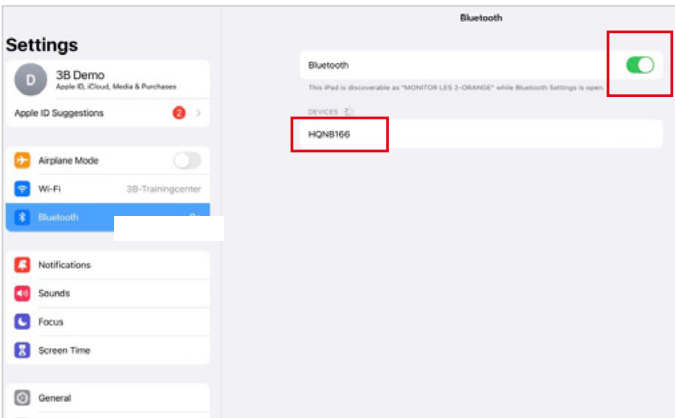 Bluetooth
Settings
D
3B Demo
Apple ID, iCloud, Media & Purchases
Apple ID Suggestions
2
Airplane Mode
Wi-Fi
3B-Trainingcenter
Bluetooth
Notifications
Sounds
Focus
Screen Time
General
Bluetooth
This iPad is discoverable as "MONITOR LES 2-ORANGE" while Bluetooth Settings is open.
DEVICES
HQNB166